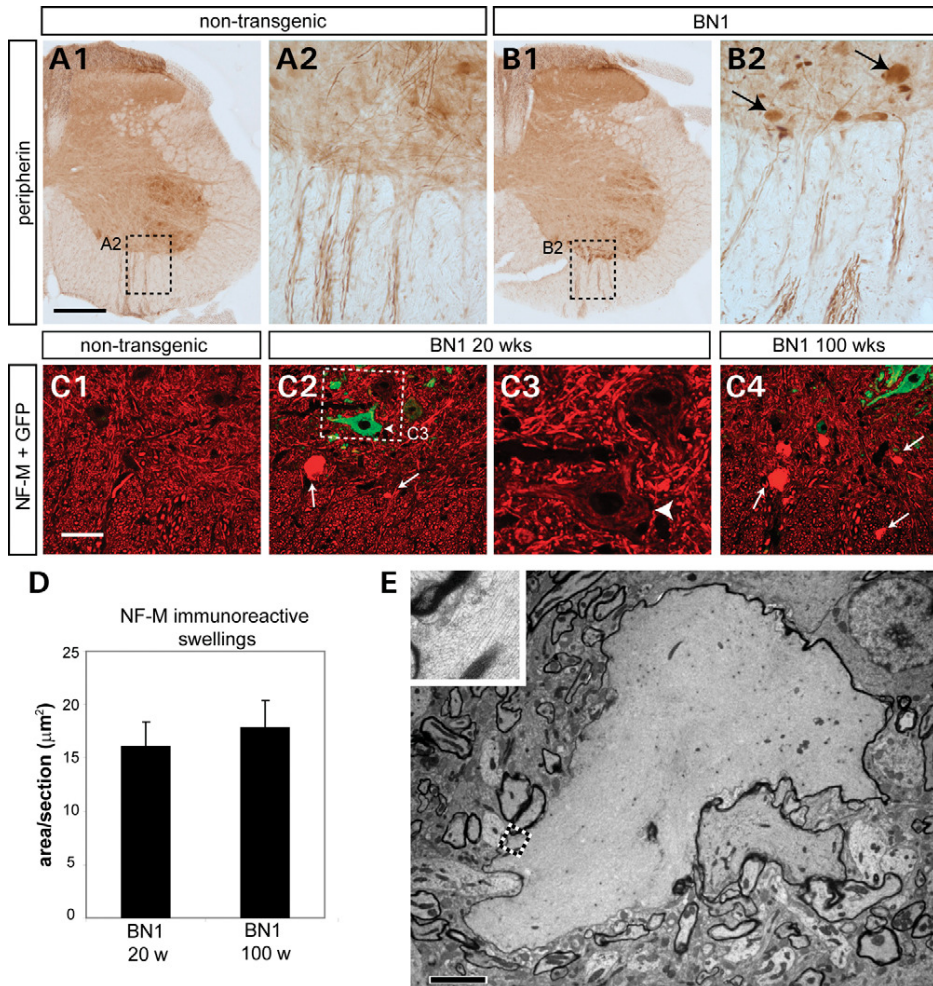 non-transgenic
BN1
peripherin
A1
A2
B1
B2
A2
B2
non-transgenic
BN1 20 wks
BN1 100 wks
NF-M + GFP
C1
C2
C3
C4
C3
D
NF-M immunoreactive
swellings
area/section (μm²)
25
20
15
10
5
0
BN1
20 w
BN1
100 w
E